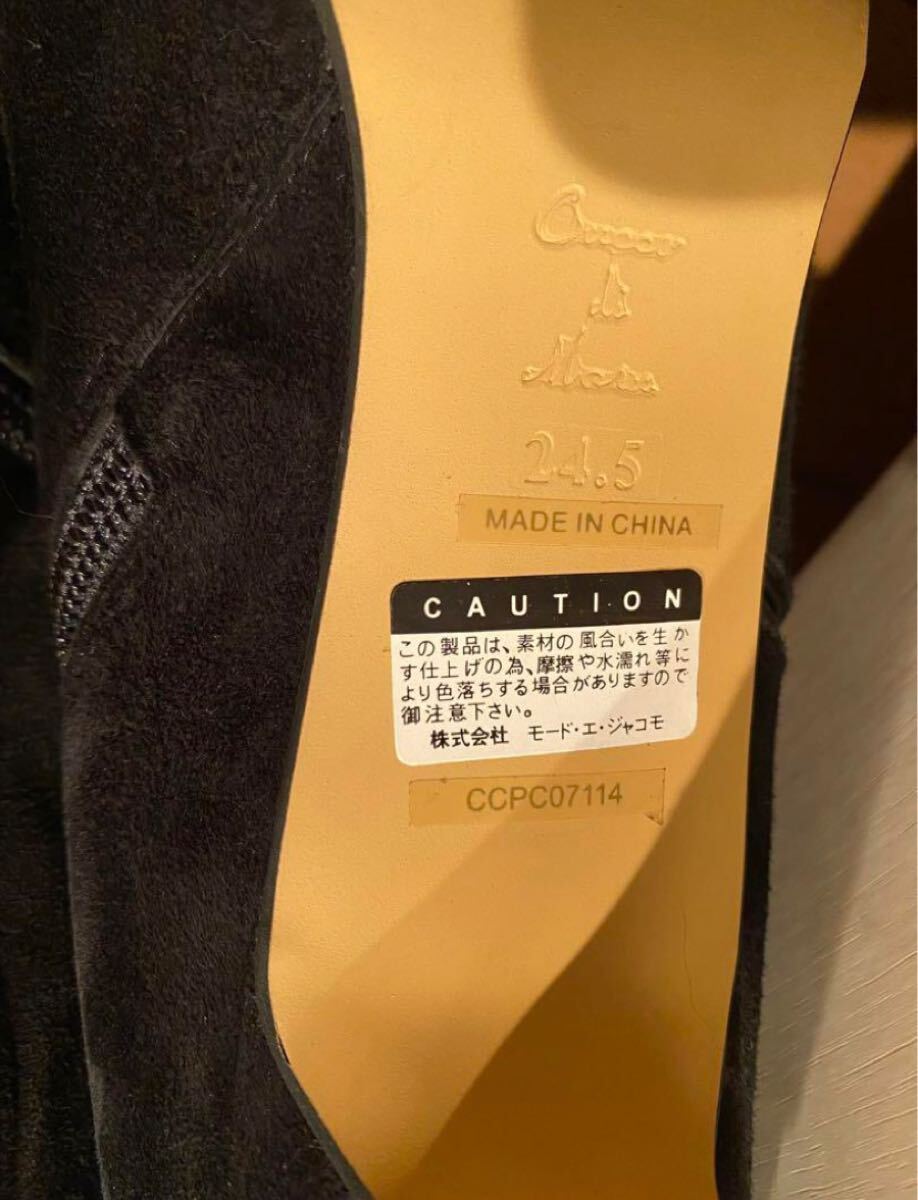 24.5
MADE IN CHINA
CAUTION
この製品は、素材の風合いを生か
す仕上げの為、摩擦や水濡れ等に
より色落ちする場合がありますので
御注意下さい。
株式会社 モード・エ・ジャコモ
CCPC07114